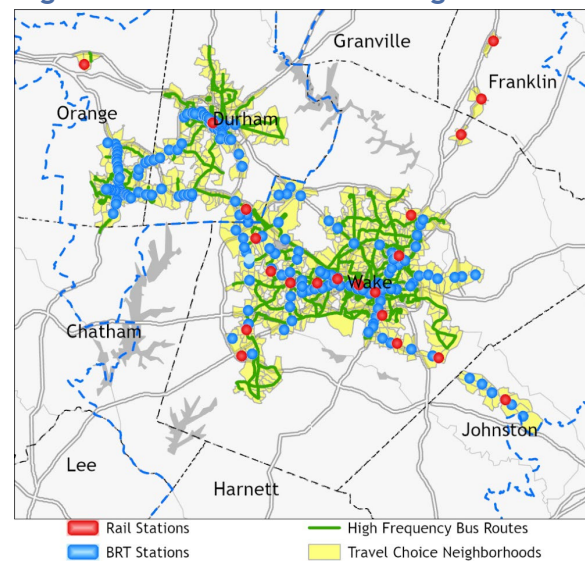 Granville
Franklin
Orange
Durham
Wake
Chatham
Johnston
Lee
Harnett
Rail Stations
High Frequency Bus Routes
BRT Stations
Travel Choice Neighborhoods